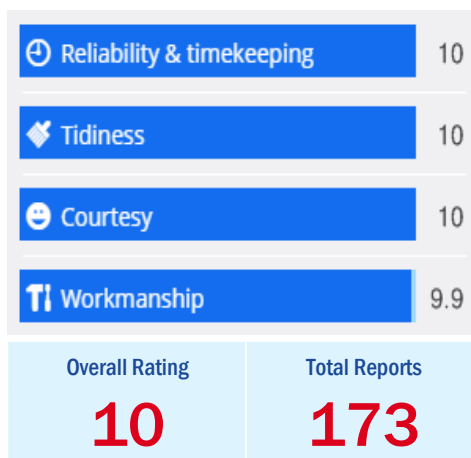 Reliability & timekeeping 10
Tidiness 10
Courtesy 10
Workmanship 9.9
Overall Rating Total Reports
10 173